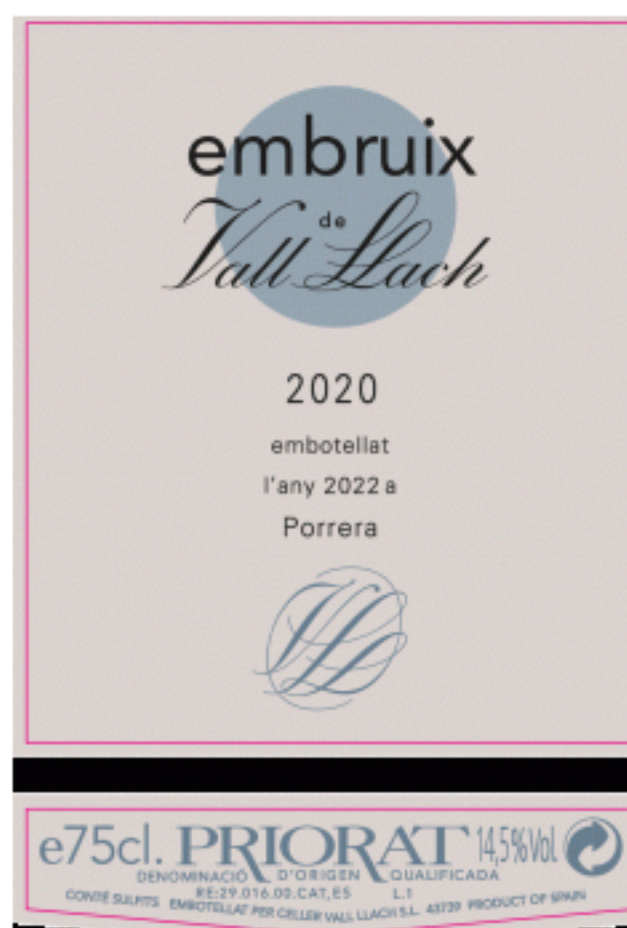 embruix
de
Vall Llach
2020
embotellat
l'any 2022 a
Porrera
VLL
e75cl. PRIORAT 14,5%Vol
DENOMINACIÓ D'ORIGEN QUALIFICADA
RE:29.016.00.CAT,ES L.1
CONTÉ SULFITS EMBOTELLAT PER CELLER VALL LLACH S.L. 43739 PRODUCT OF SPAIN